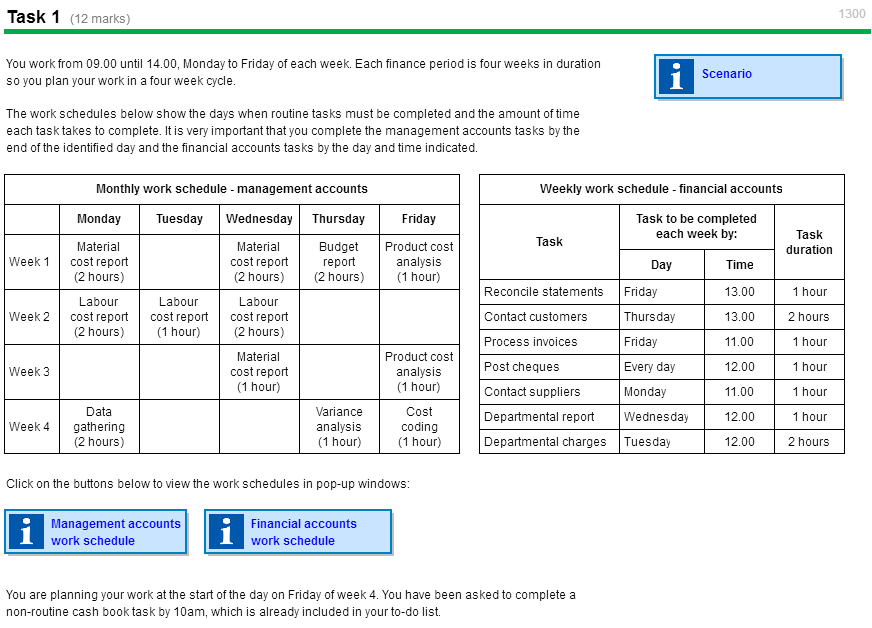 Task 1 (12 marks)
1300
You work from 09.00 until 14.00, Monday to Friday of each week. Each finance period is four weeks in duration
so you plan your work in a four week cycle.
Scenario
The work schedules below show the days when routine tasks must be completed and the amount of time
each task takes to complete. It is very important that you complete the management accounts tasks by the
end of the identified day and the financial accounts tasks by the day and time indicated.
Monthly work schedule - management accounts
Monday Tuesday Wednesday Thursday Friday
Week 1
Material
cost report
(2 hours)
Material
cost report
(2 hours)
Budget
report
(2 hours)
Product cost
analysis
(1 hour)
Week 2
Labour
cost report
(2 hours)
Labour
cost report
(1 hour)
Labour
cost report
(2 hours)
Week 3
Material
cost report
(1 hour)
Product cost
analysis
(1 hour)
Week 4
Data
gathering
(2 hours)
Variance
analysis
(1 hour)
Cost
coding
(1 hour)
Weekly work schedule - financial accounts
Task
Task to be completed
each week by:
Task
duration
Day Time
Reconcile statements Friday 13.00 1 hour
Contact customers Thursday 13.00 2 hours
Process invoices Friday 11.00 1 hour
Post cheques Every day 12.00 1 hour
Contact suppliers Monday 11.00 1 hour
Departmental report Wednesday 12.00 1 hour
Departmental charges Tuesday 12.00 2 hours
Click on the buttons below to view the work schedules in pop-up windows:
Management accounts
work schedule
Financial accounts
work schedule
You are planning your work at the start of the day on Friday of week 4. You have been asked to complete a
non-routine cash book task by 10am, which is already included in your to-do list.